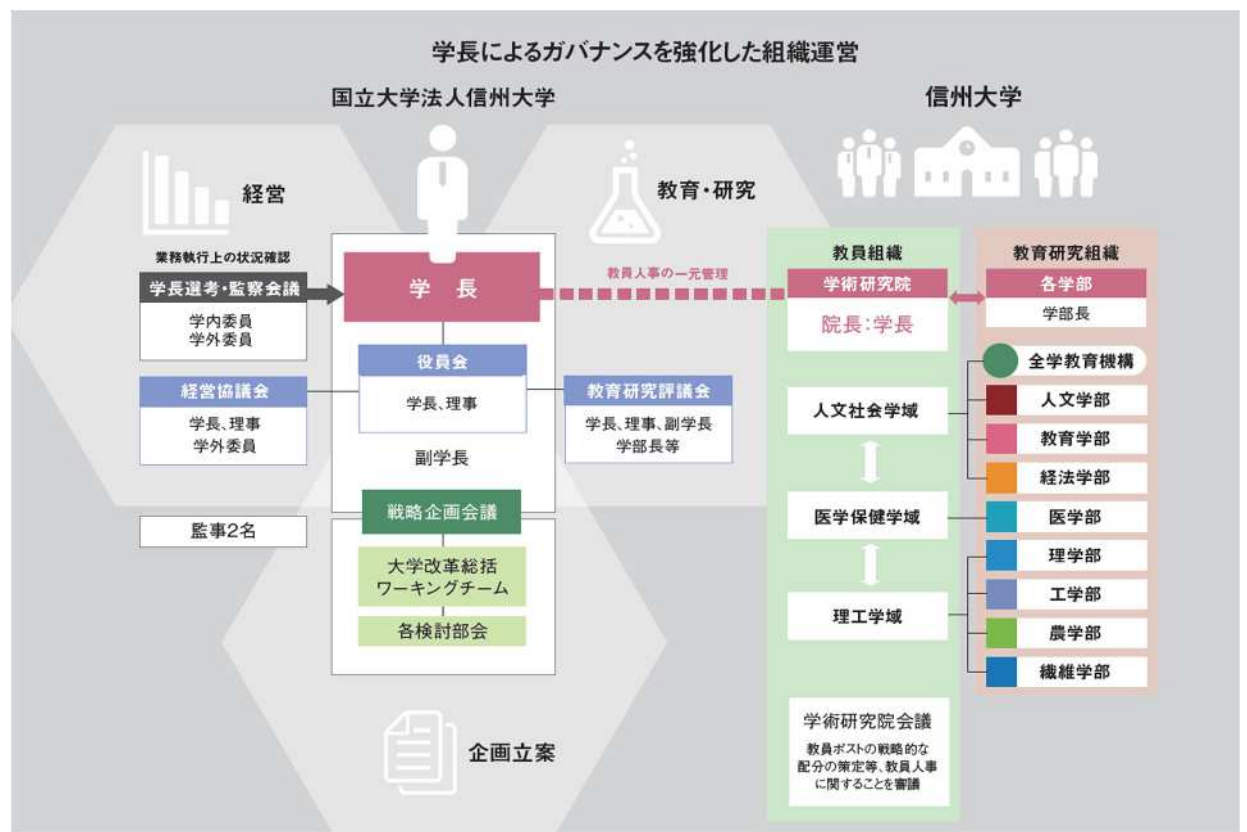 学長によるガバナンスを強化した組織運営
国立大学法人信州大学
信州大学
経営
教育・研究
業務執行上の状況確認
学長選考・監察会議
学内委員
学外委員
学 長
教員人事の一元管理
役員会
学長、理事
経営協議会
学長、理事
学外委員
教育研究評議会
学長、理事、副学長
学部長等
副学長
監事2名
戦略企画会議
大学改革総括
ワーキングチーム
各検討部会
企画立案
教員組織
学術研究院
院長:学長
人文社会学域
医学保健学域
理工学域
学術研究院会議
教員ポストの戦略的な
配分の策定等、教員人事
に関することを審議
教育研究組織
各学部
学部長
全学教育機構
人文学部
教育学部
経法学部
医学部
理学部
工学部
農学部
繊維学部